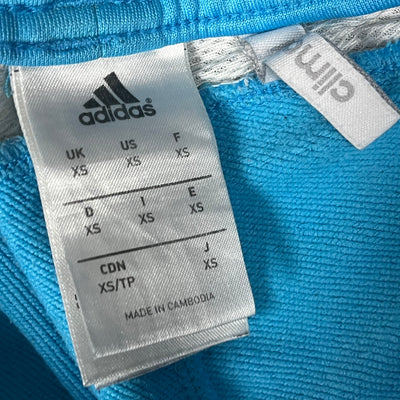 adidas®
UK US F
XS XS XS
D I E
XS XS XS
CDN J
XS/TP XS
MADE IN CAMBODIA
clim